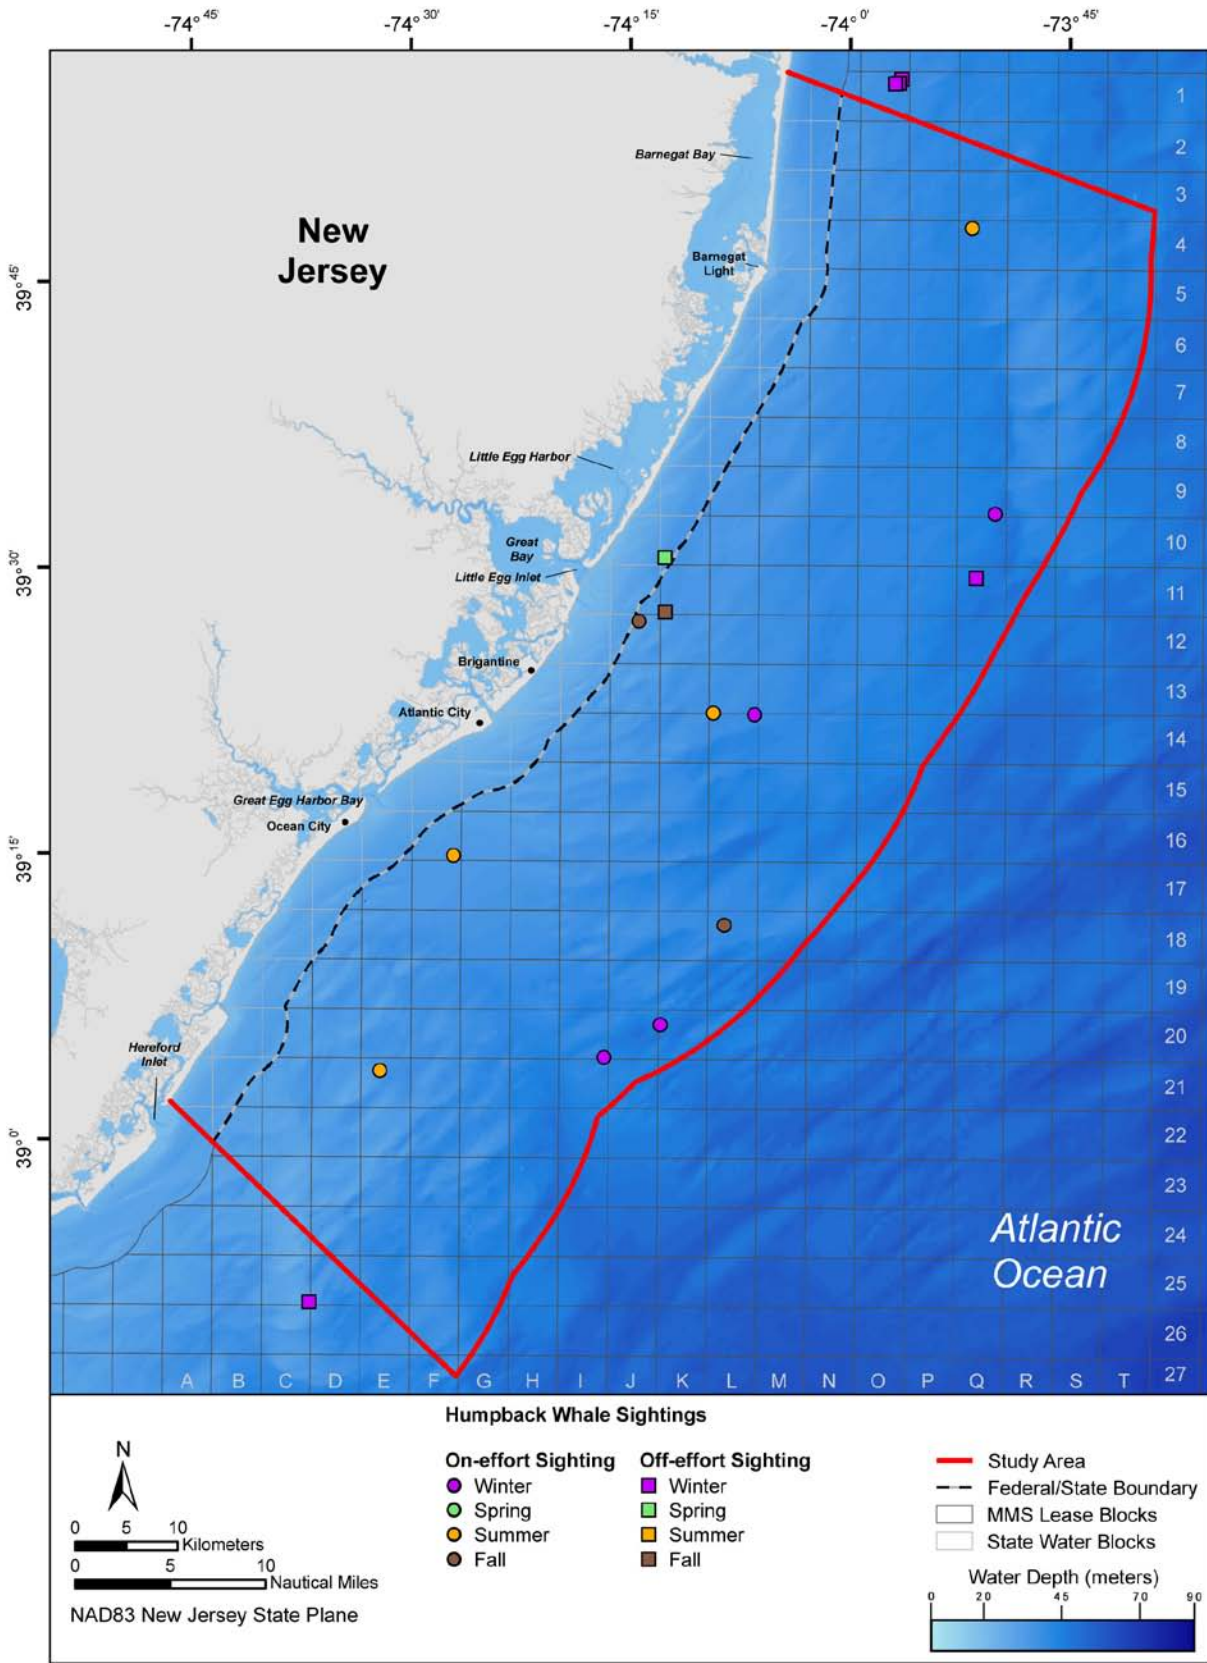 -74° 45'
-74° 30'
-74° 15'
-74° 0'
-73° 45'
1
Barnegat Bay
2
3
New
Jersey
4
Barnegat
Light
39° 45'
5
6
7
8
Little Egg Harbor
9
Great
Bay
10
39° 30'
Little Egg Inlet
11
12
Brigantine
13
Atlantic City
14
15
Great Egg Harbor Bay
Ocean City
16
39° 15'
17
18
19
20
Hereford
Inlet
21
39° 0'
22
23
Atlantic
Ocean
24
25
26
27
A B C D E F G H I J K L M N O P Q R S T
Humpback Whale Sightings
N
On-effort Sighting
Winter
Spring
Summer
Fall
Off-effort Sighting
Winter
Spring
Summer
Fall
Study Area
Federal/State Boundary
MMS Lease Blocks
State Water Blocks
0 5 10
Kilometers
0 5 10
Nautical Miles
NAD83 New Jersey State Plane
Water Depth (meters)
0 20 45 70 90